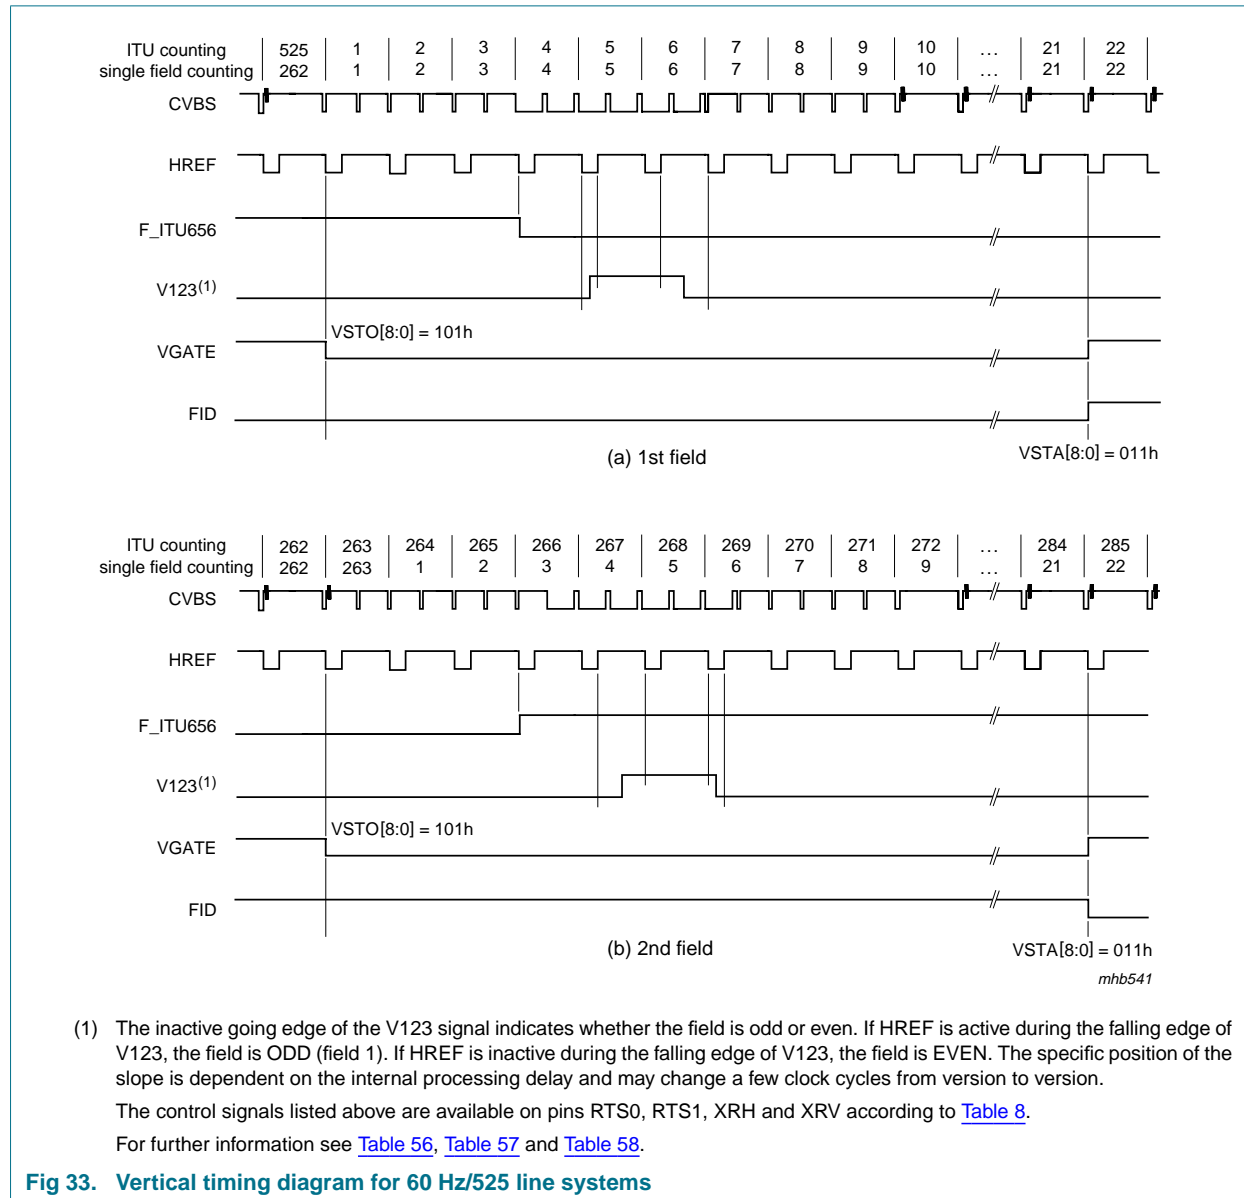 ITU counting 525 1 2 3 4 5 6 7 8 9 10 ... 21 22
single field counting 262 1 2 3 4 5 6 7 8 9 10 ... 21 22
CVBS
HREF
F_ITU656
V123(1)
VSTO[8:0] = 101h
VGATE
FID
(a) 1st field
VSTA[8:0] = 011h
ITU counting 262 263 264 265 266 267 268 269 270 271 272 ... 284 285
single field counting 262 263 1 2 3 4 5 6 7 8 9 ... 21 22
CVBS
HREF
F_ITU656
V123(1)
VSTO[8:0] = 101h
VGATE
FID
(b) 2nd field
VSTA[8:0] = 011h
mhb541
(1) The inactive going edge of the V123 signal indicates whether the field is odd or even. If HREF is active during the falling edge of
V123, the field is ODD (field 1). If HREF is inactive during the falling edge of V123, the field is EVEN. The specific position of the
slope is dependent on the internal processing delay and may change a few clock cycles from version to version.
The control signals listed above are available on pins RTS0, RTS1, XRH and XRV according to Table 8.
For further information see Table 56, Table 57 and Table 58.
Fig 33. Vertical timing diagram for 60 Hz/525 line systems